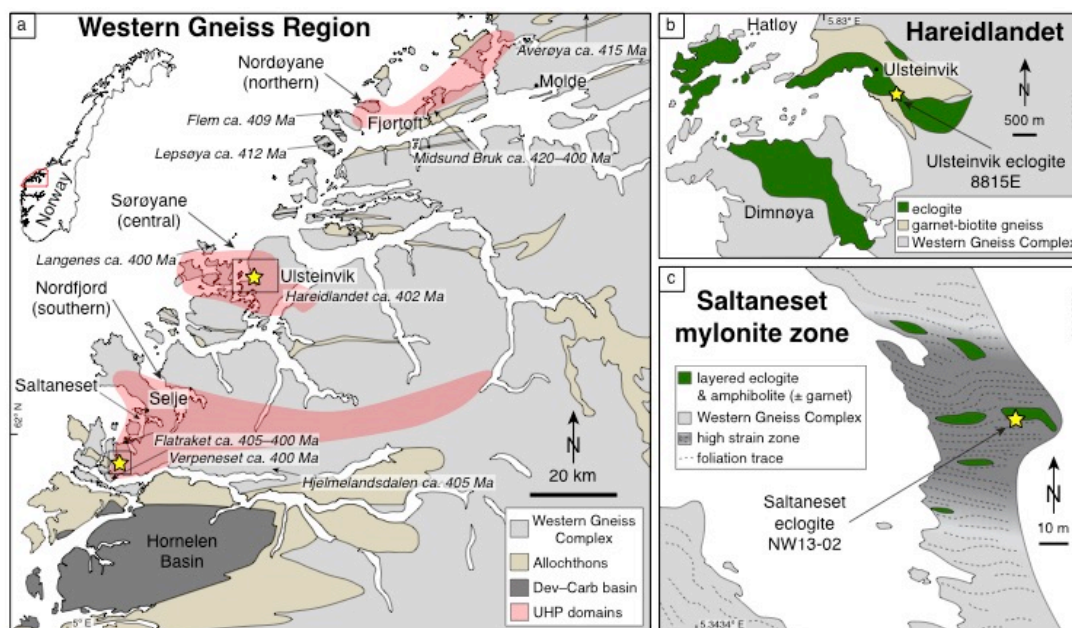 a
Western Gneiss Region
Nordøyane
(northern)
Averøya ca. 415 Ma
Molde
Flem ca. 409 Ma
Fjørtoft
Lepsøya ca. 412 Ma
Midsund Bruk ca. 420–400 Ma
Norway
Sørøyane
(central)
Langenes ca. 400 Ma
Ulsteinvik
Nordfjord
(southern)
Hareidlandet ca. 402 Ma
Saltaneset
Selje
62° N
Flatraket ca. 405–400 Ma
Verpeneset ca. 400 Ma
N
20 km
Hjelmelandsdalen ca. 405 Ma
Hornelen
Basin
Western Gneiss
Complex
Allochthons
Dev–Carb basin
UHP domains
5° E
b
Hatløy
5.83° E
Hareidlandet
Ulsteinvik
N
500 m
Ulsteinvik eclogite
8815E
Dimnøya
eclogite
garnet-biotite gneiss
Western Gneiss Complex
c
Saltaneset
mylonite zone
layered eclogite
& amphibolite (± garnet)
Western Gneiss Complex
high strain zone
foliation trace
Saltaneset
eclogite
NW13-02
N
10 m
5.3434° E